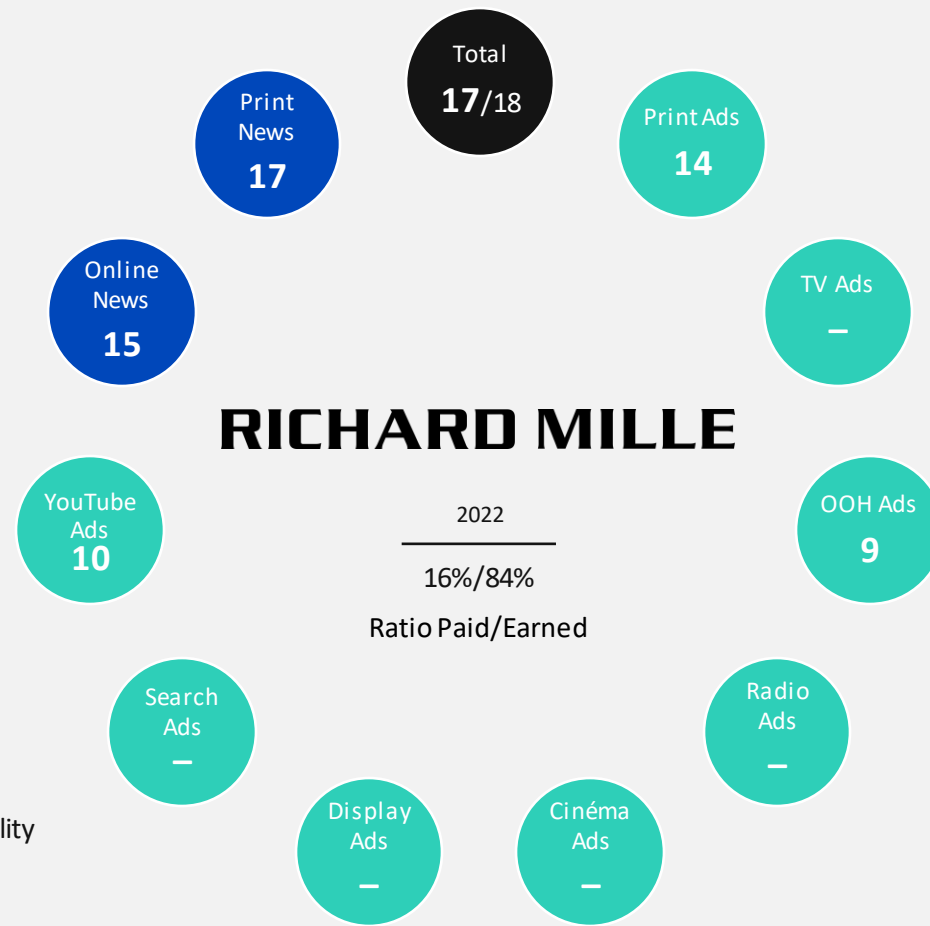 Total
17/18
Print
News
17
Print Ads
14
Online
News
15
TV Ads
–
RICHARD MILLE
YouTube
Ads
10
2022
16%/84%
Ratio Paid/Earned
OOH Ads
9
Search
Ads
–
Radio
Ads
–
Display
Ads
–
Cinéma
Ads
–
lity